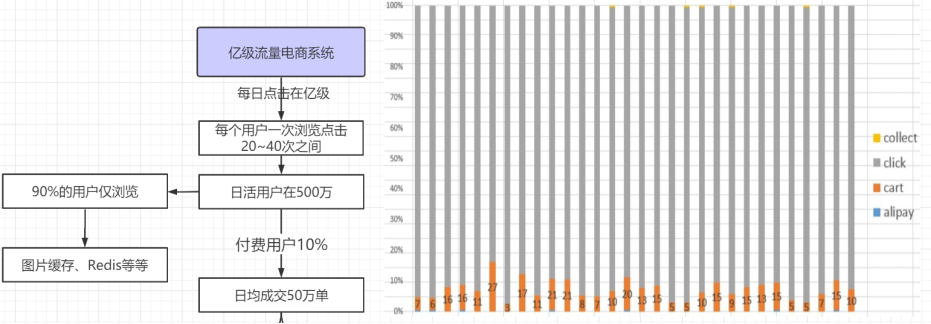 亿级流量电商系统
每日点击在亿级
每个用户一次浏览点击
20~40次之间
90%的用户仅浏览
日活用户在500万
付费用户10%
图片缓存、Redis等等
日均成交50万单
100%
90%
80%
70%
60%
50%
40%
30%
20%
10%
0%
7 6 16 16 11 27 3 17 11 21 21 8 7 10 20 13 15 5 5 10 15 9 15 13 15 5 5 7 15 10
collect
click
cart
alipay